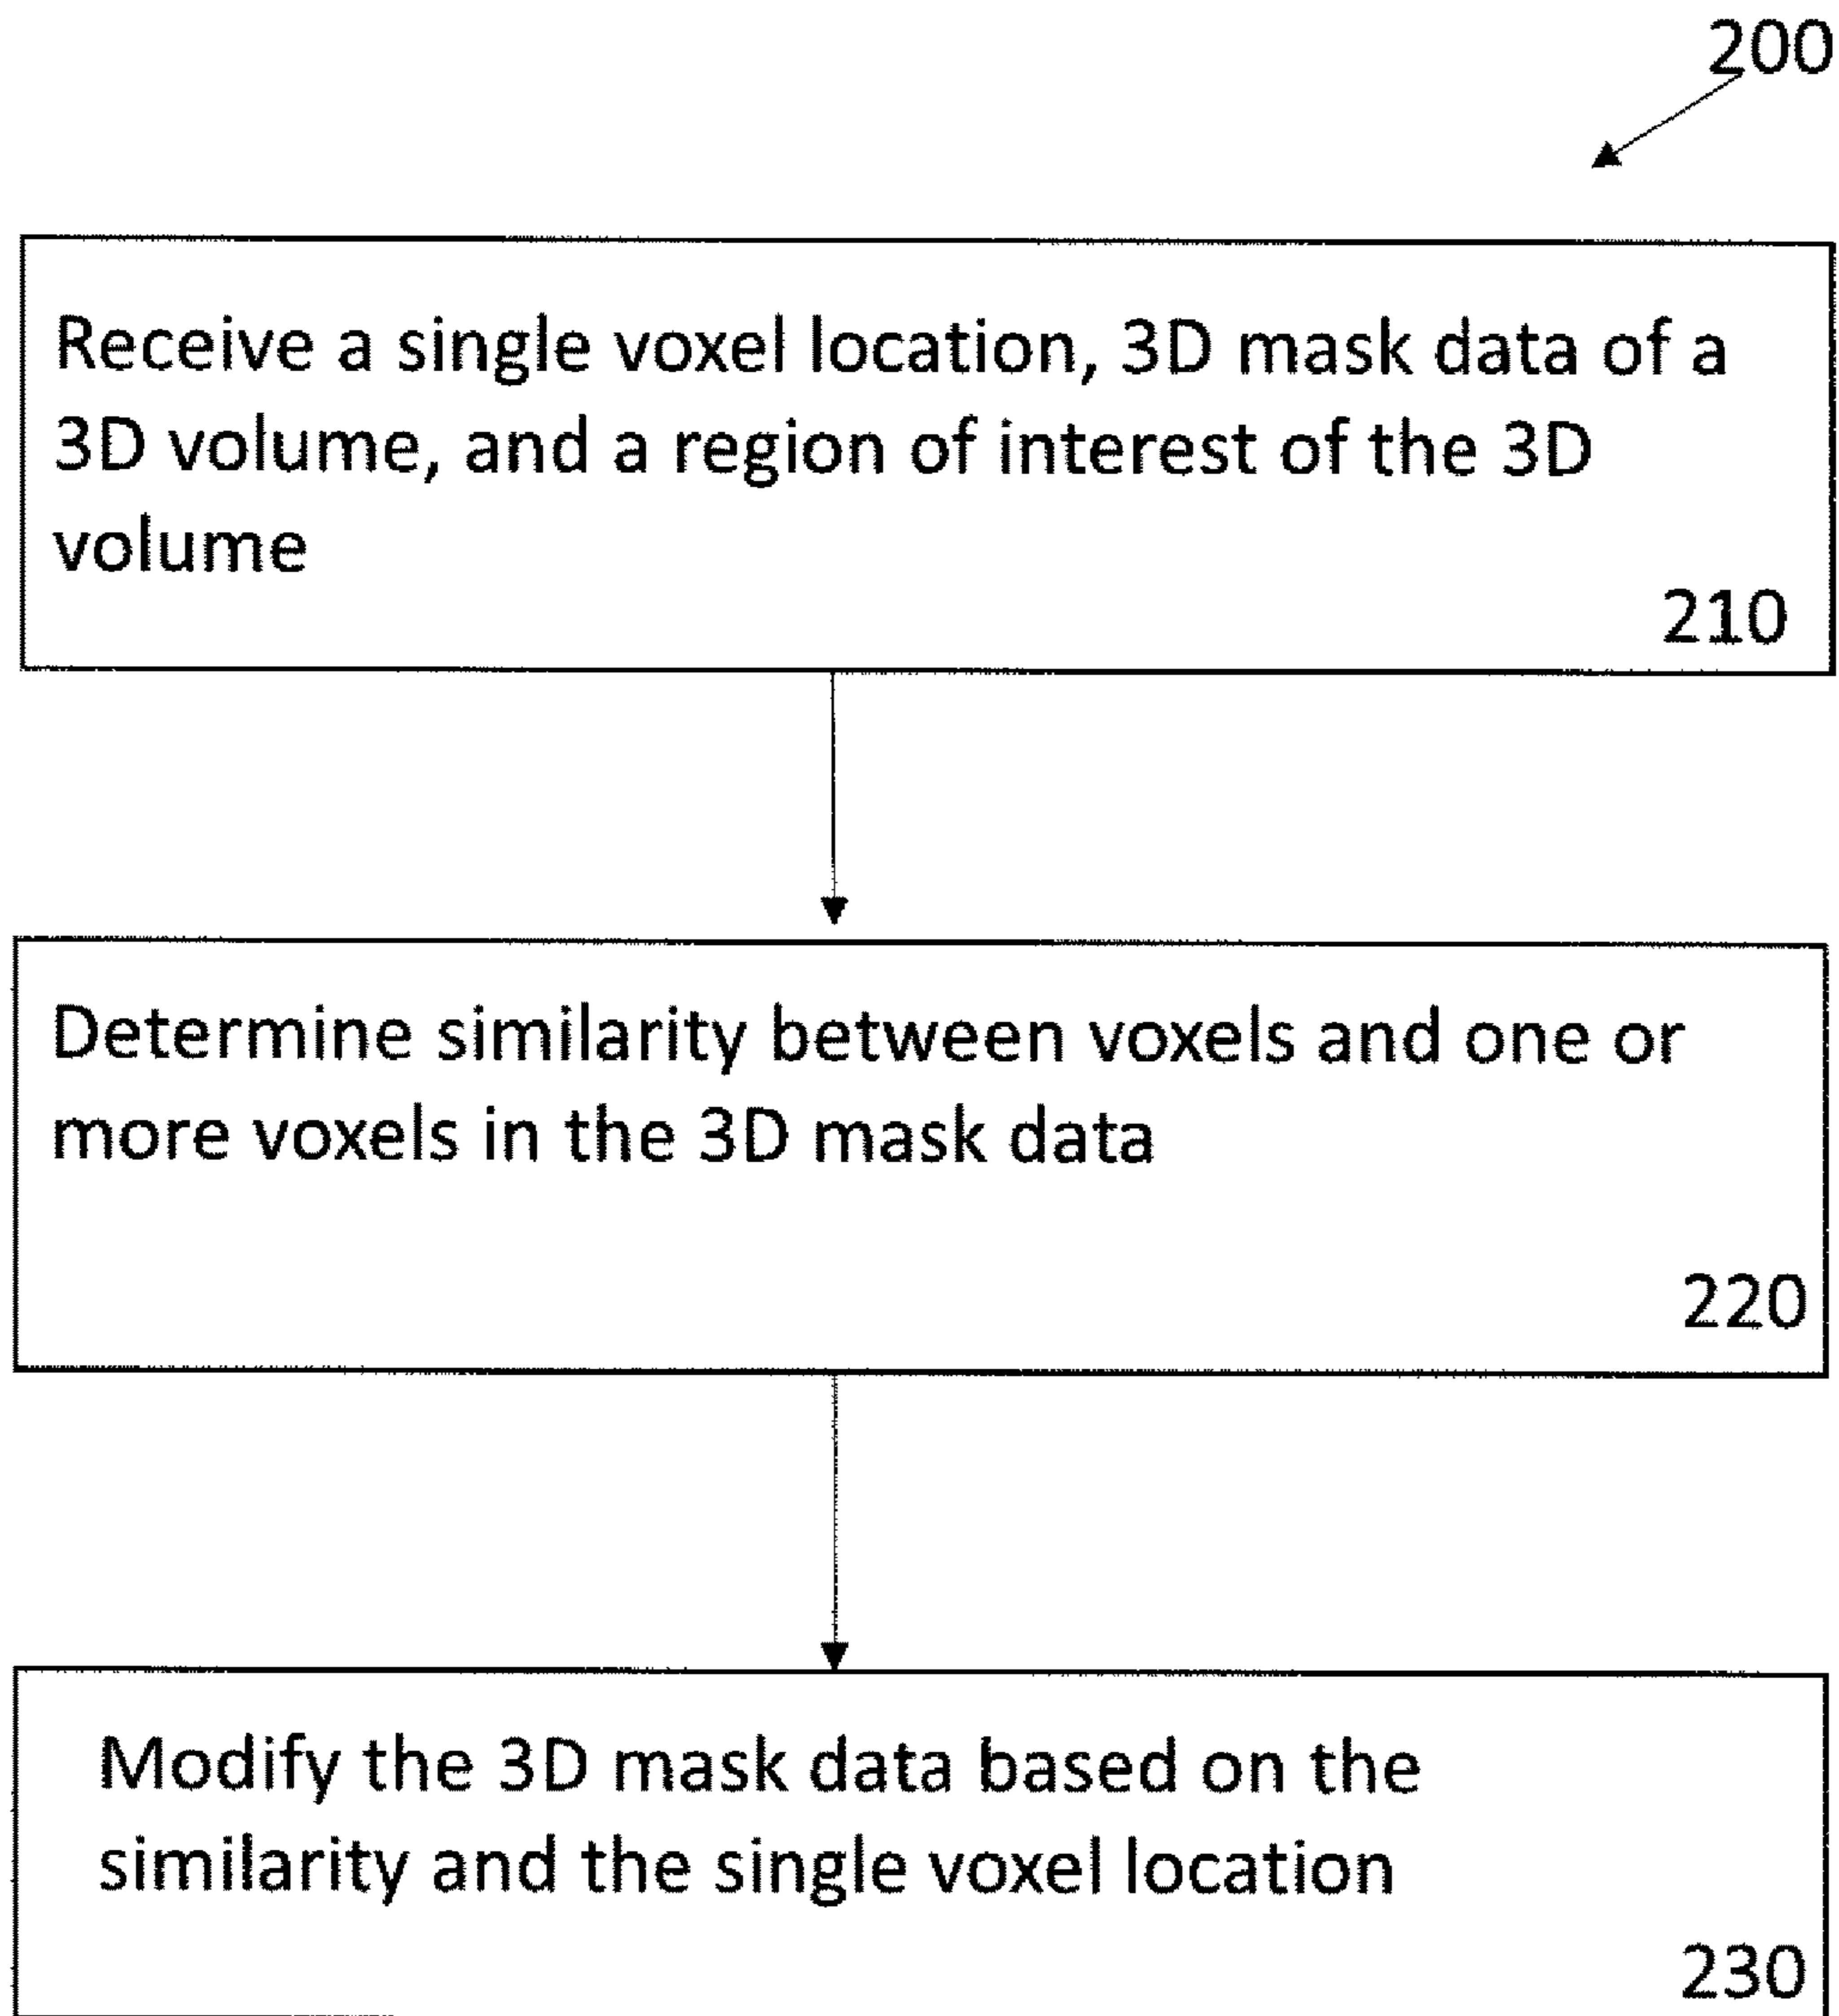 200
Receive a single voxel location, 3D mask data of a
3D volume, and a region of interest of the 3D
volume
210
Determine similarity between voxels and one or
more voxels in the 3D mask data
220
Modify the 3D mask data based on the
similarity and the single voxel location
230